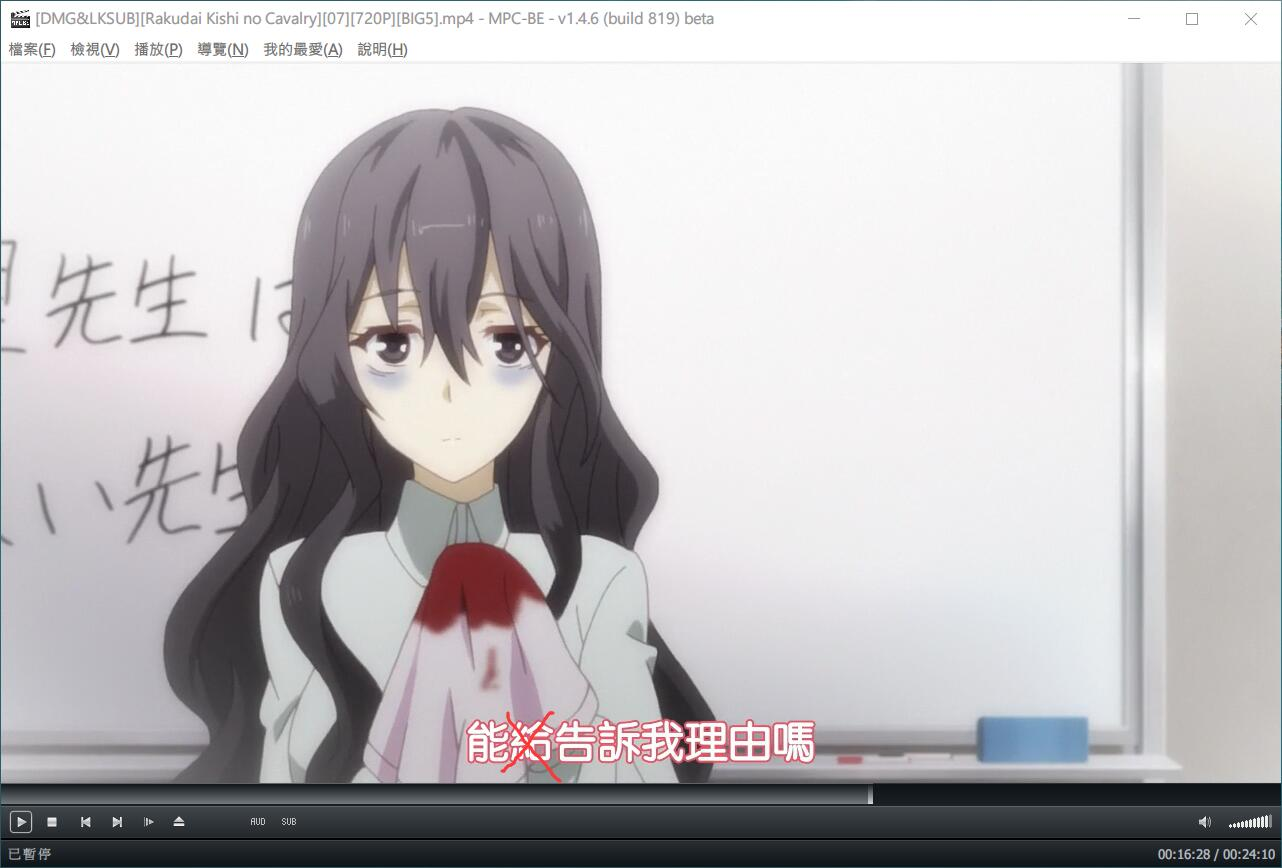 [DMG&LKSUB][Rakudai Kishi no Cavalry][07][720P][BIG5].mp4 - MPC-BE - v1.4.6 (build 819) beta
檔案(F) 檢視(V) 播放(P) 導覽(N) 我的最愛(A) 說明(H)
先生は
い先生
能給告訴我理由嗎
AUD SUB
已暫停
00:16:28 / 00:24:10